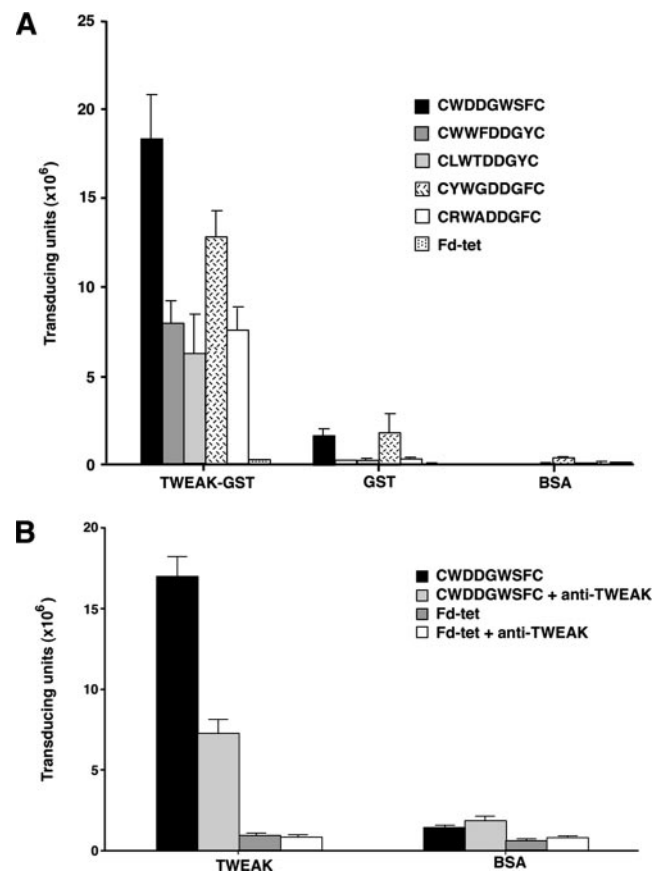 A
25
20
15
10
5
0
Transducing units (x10⁶)
CWDDGWSFC
CWWFDDGYC
CLWTDDGYC
CYWGDDGFC
CRWADDGFC
Fd-tet
TWEAK-GST
GST
BSA
B
20
15
10
5
0
Transducing units (x10⁶)
CWDDGWSFC
CWDDGWSFC + anti-TWEAK
Fd-tet
Fd-tet + anti-TWEAK
TWEAK
BSA